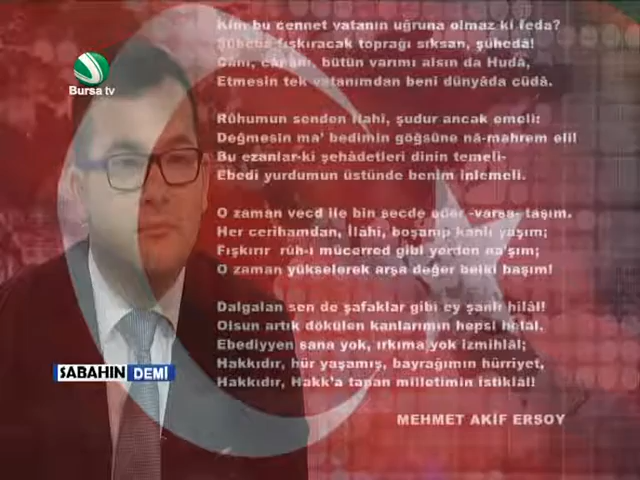 Kim bu cennet vatanın uğruna olmaz ki feda?
Şüheda fışkıracak toprağı sıksan, şühedâ!
Cânı, cânânı, bütün varımı alsın da Hudâ,
Etmesin tek vatanımdan beni dünyâda cüdâ.
Rûhumun senden İlahî, şudur ancak emeli:
Değmesin ma' bedimin göğsüne nâ-mahrem eli!
Bu ezanlar-ki şehâdetleri dinin temeli-
Ebedi yurdumun üstünde benim inlemeli.
O zaman vecd ile bin secde eder -varsa- taşım.
Her cerihamdan, İlâhi, boşanıp kanlı yaşım;
Fışkırır rûh-i mücerred gibi yerden na'şım;
O zaman yükselerek arşa değer belki başım!
Dalgalan sen de şafaklar gibi ey şanlı hilâl!
Olsun artık dökülen kanlarımın hepsi helâl.
Ebediyyen sana yok, ırkıma yok izmihlâl;
Hakkıdır, hür yaşamış, bayrağımın hürriyet,
Hakkıdır, Hakk'a tapan milletimin istiklâl!
MEHMET AKİF ERSOY
Bursa tv
SABAHIN DEMİ